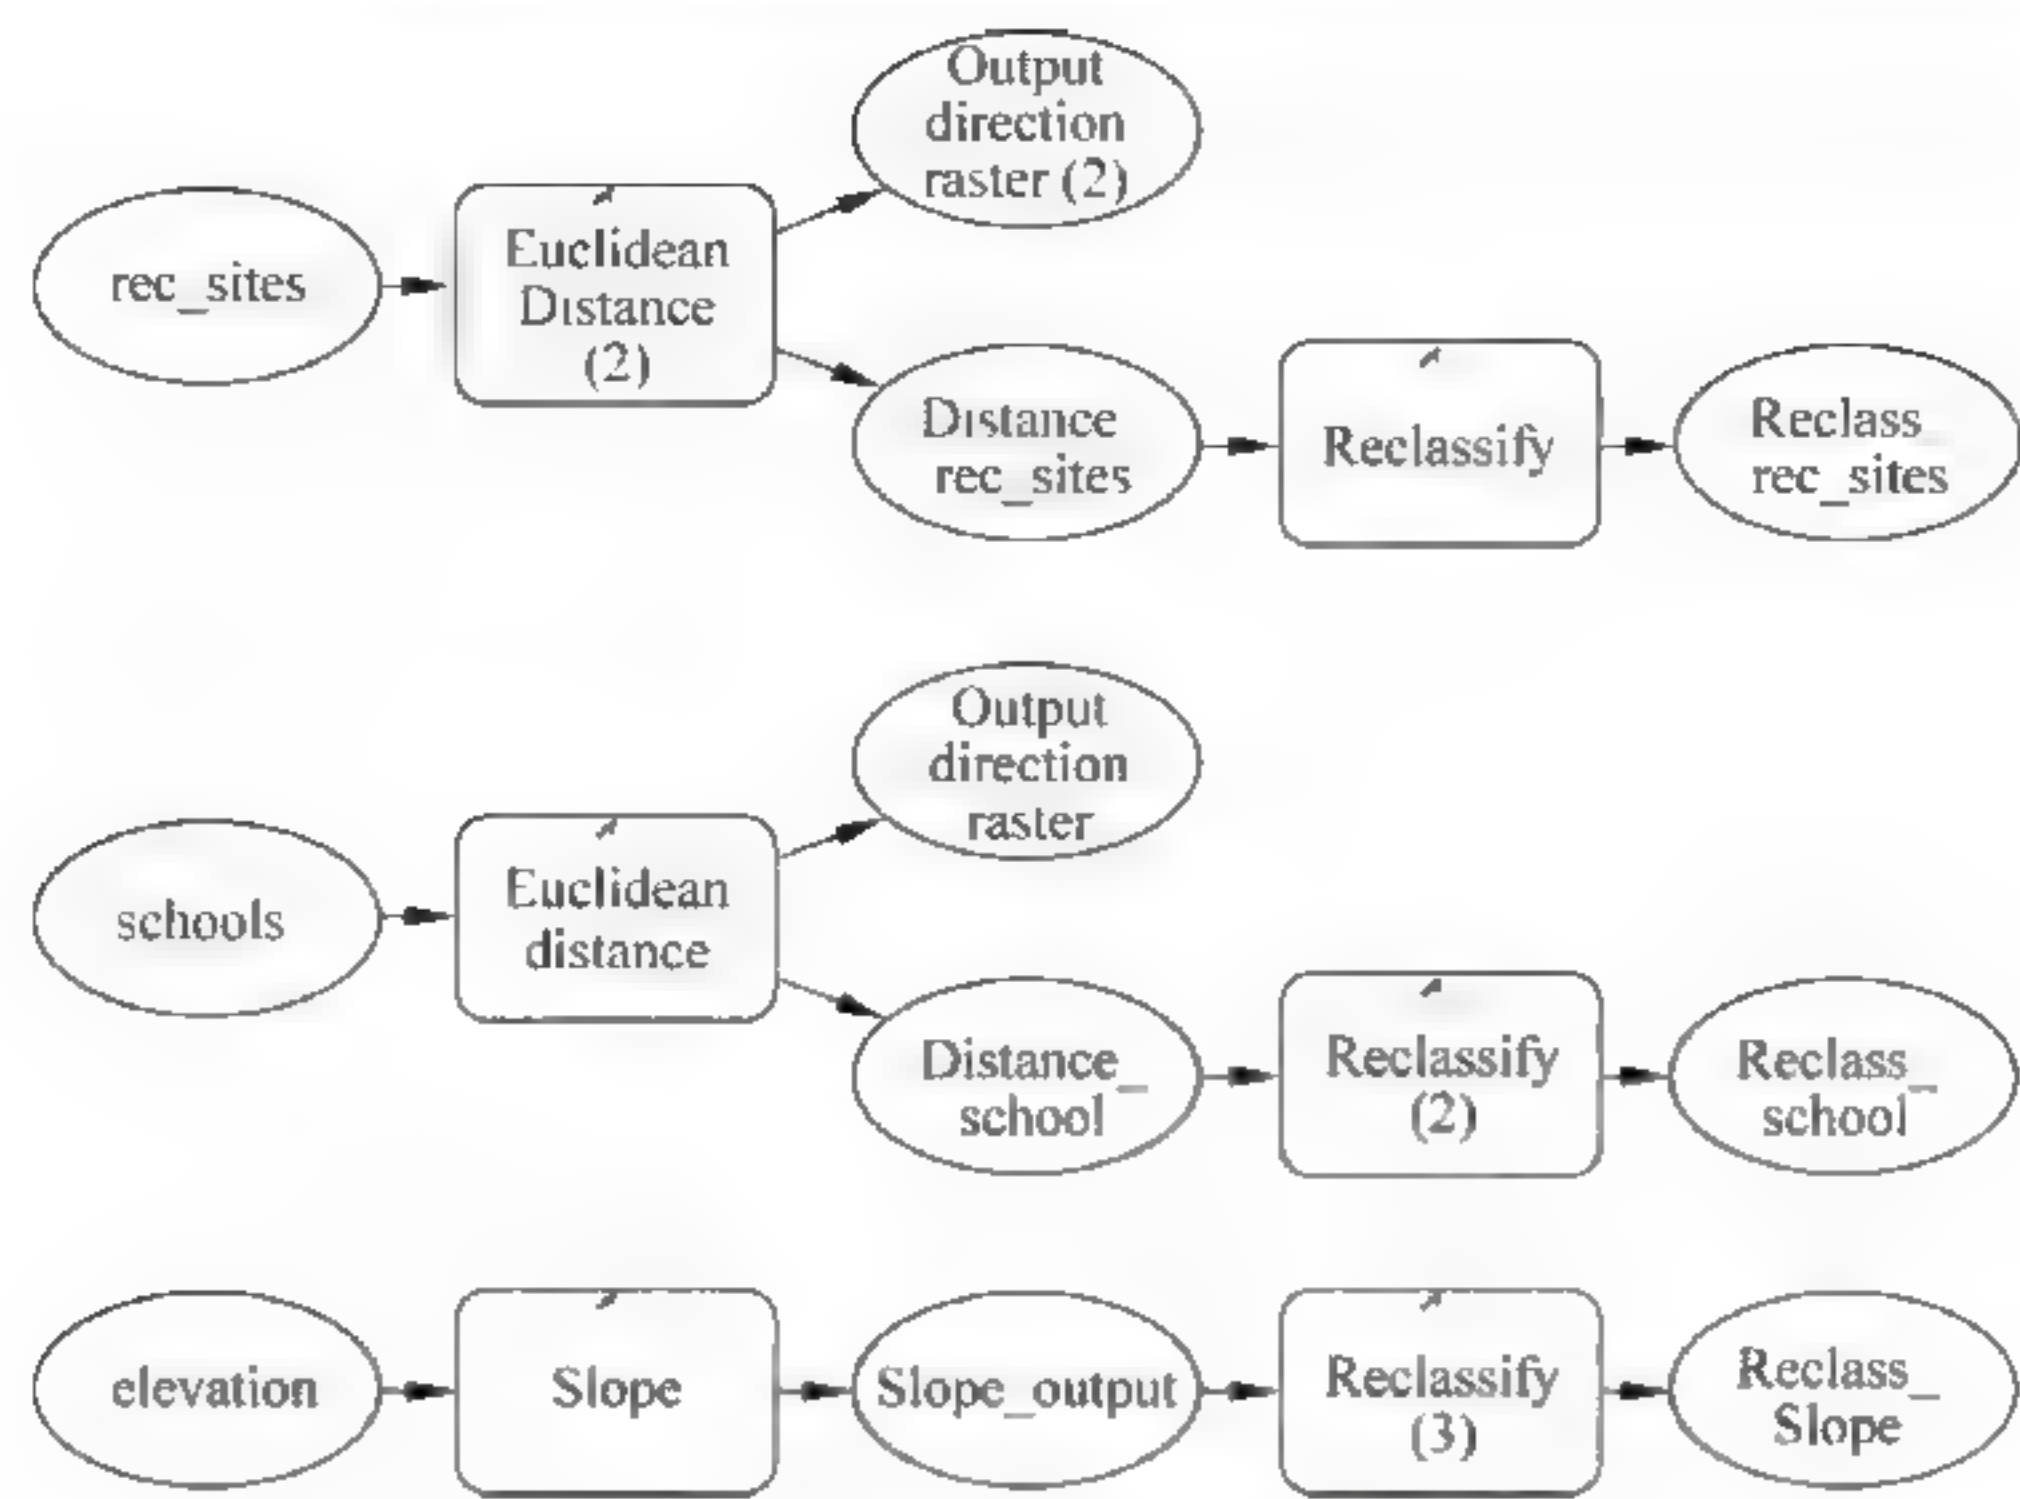 Output
direction
raster (2)
rec_sites
Euclidean
Distance
(2)
Distance
rec_sites
Reclassify
Reclass_
rec_sites
Output
direction
raster
schools
Euclidean
distance
Distance_
school
Reclassify
(2)
Reclass_
school
elevation
Slope
Slope_output
Reclassify
(3)
Reclass_
Slope